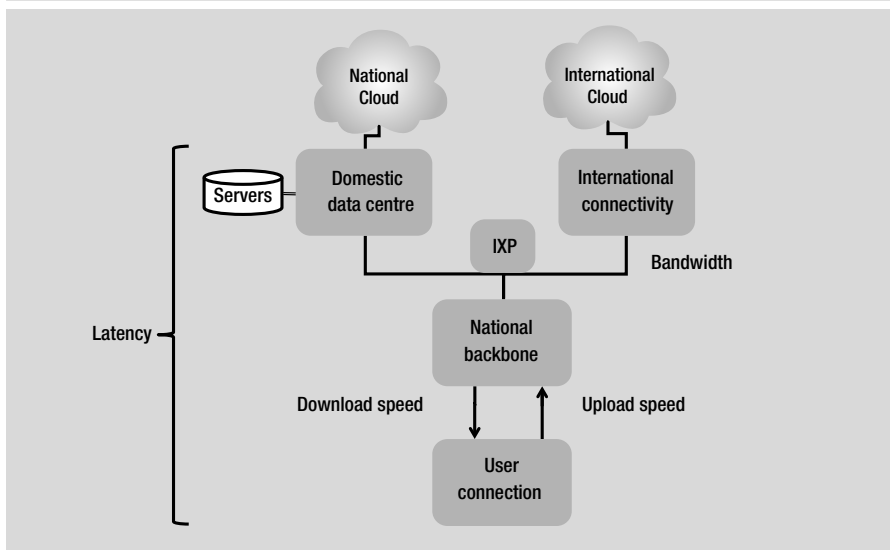 National
Cloud
International
Cloud
Servers
Domestic
data centre
International
connectivity
IXP
Bandwidth
Latency
National
backbone
Download speed
Upload speed
User
connection